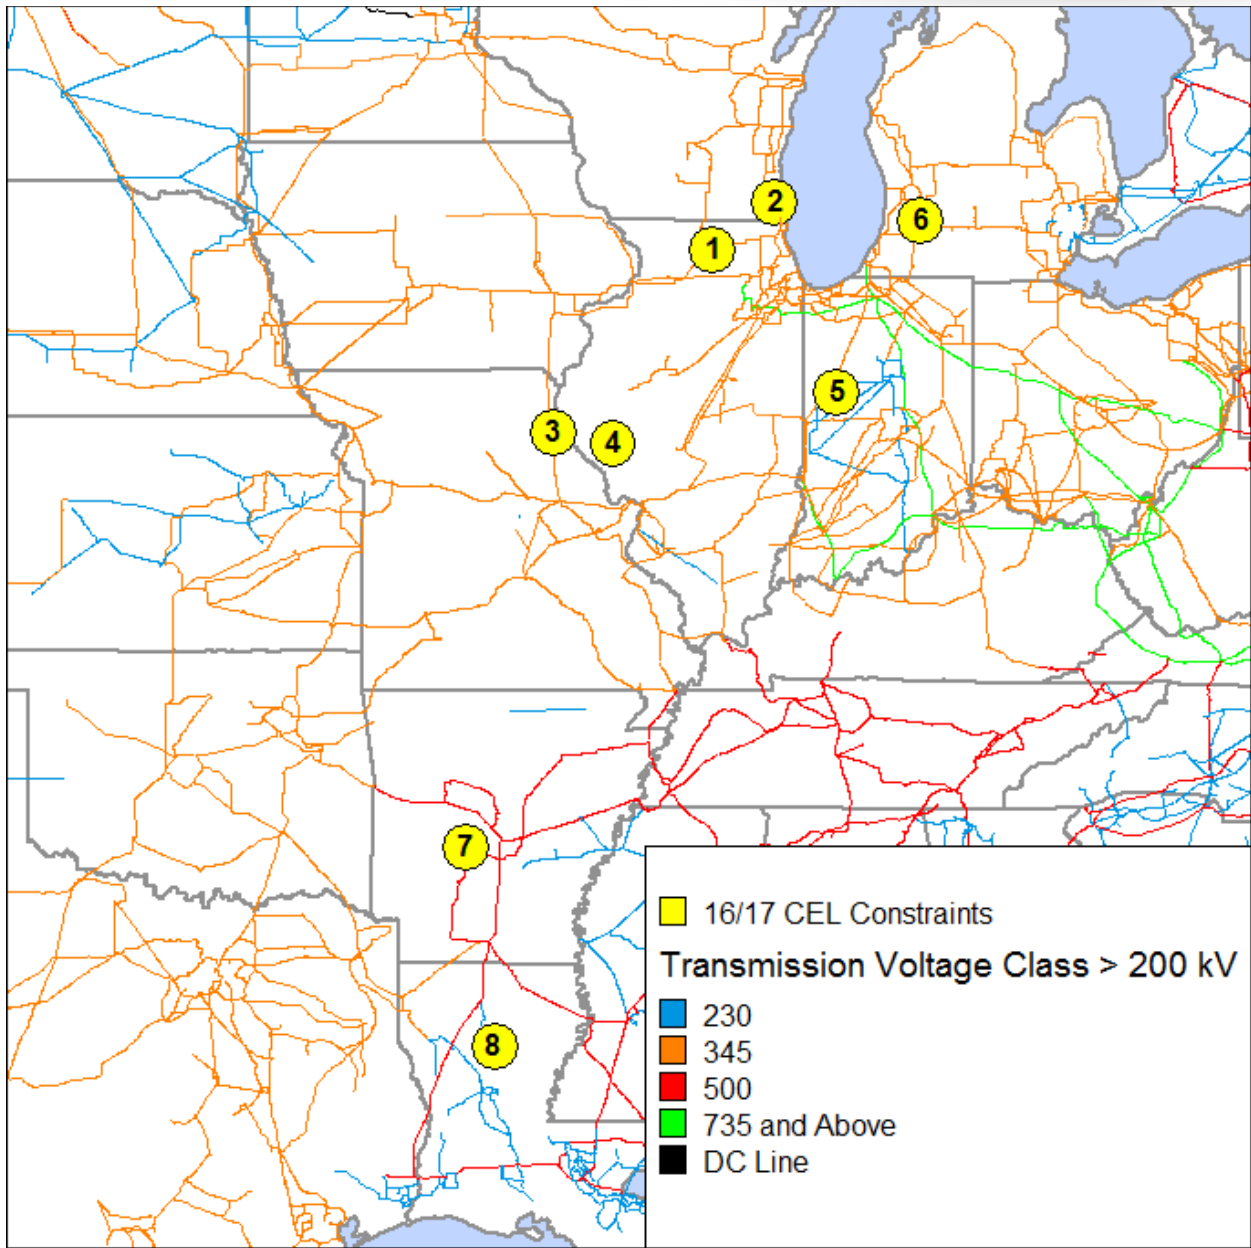 2
6
1
5
3
4
7
8
16/17 CEL Constraints
Transmission Voltage Class > 200 kV
230
345
500
735 and Above
DC Line